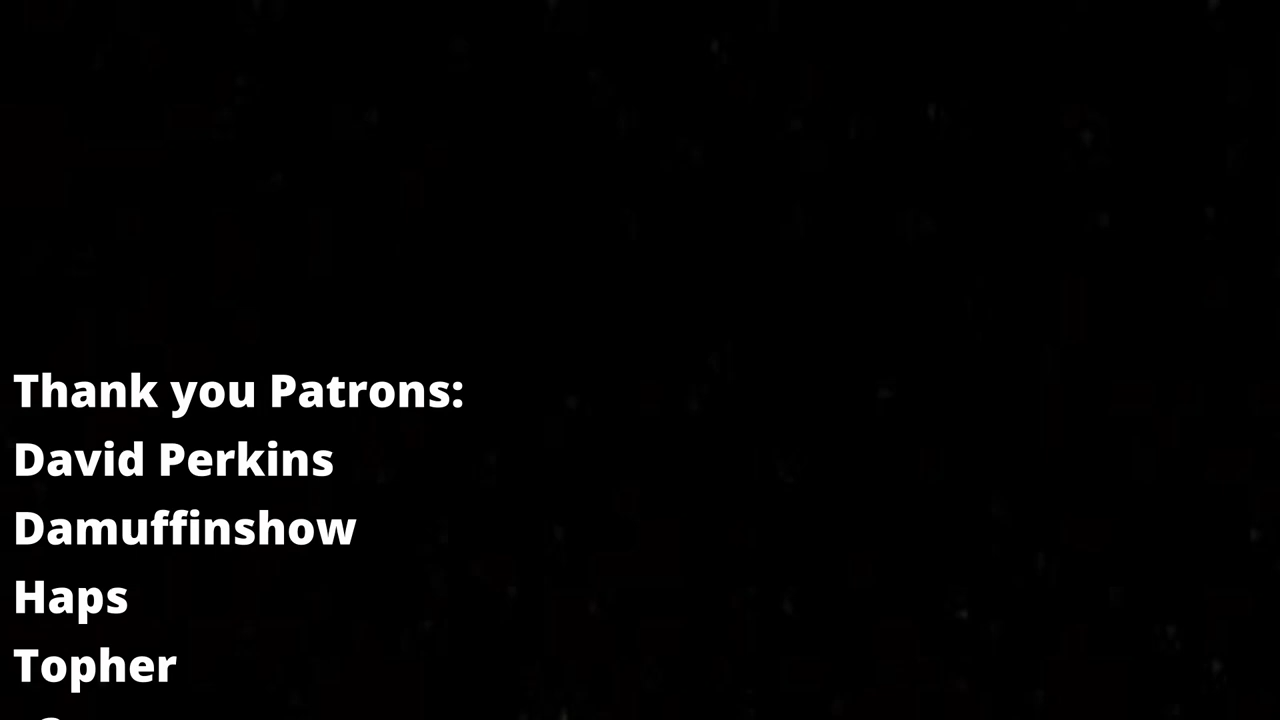 Thank you Patrons:
David Perkins
Damuffinshow
Haps
Topher